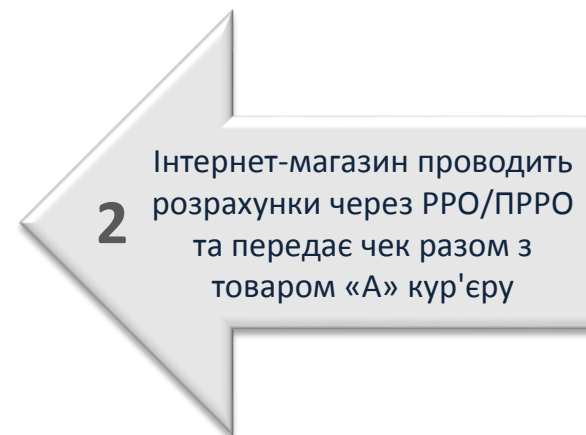 Інтернет-магазин проводить
2
розрахунки через РРО/ПРРО
та передає чек разом з
товаром «А» кур'єру